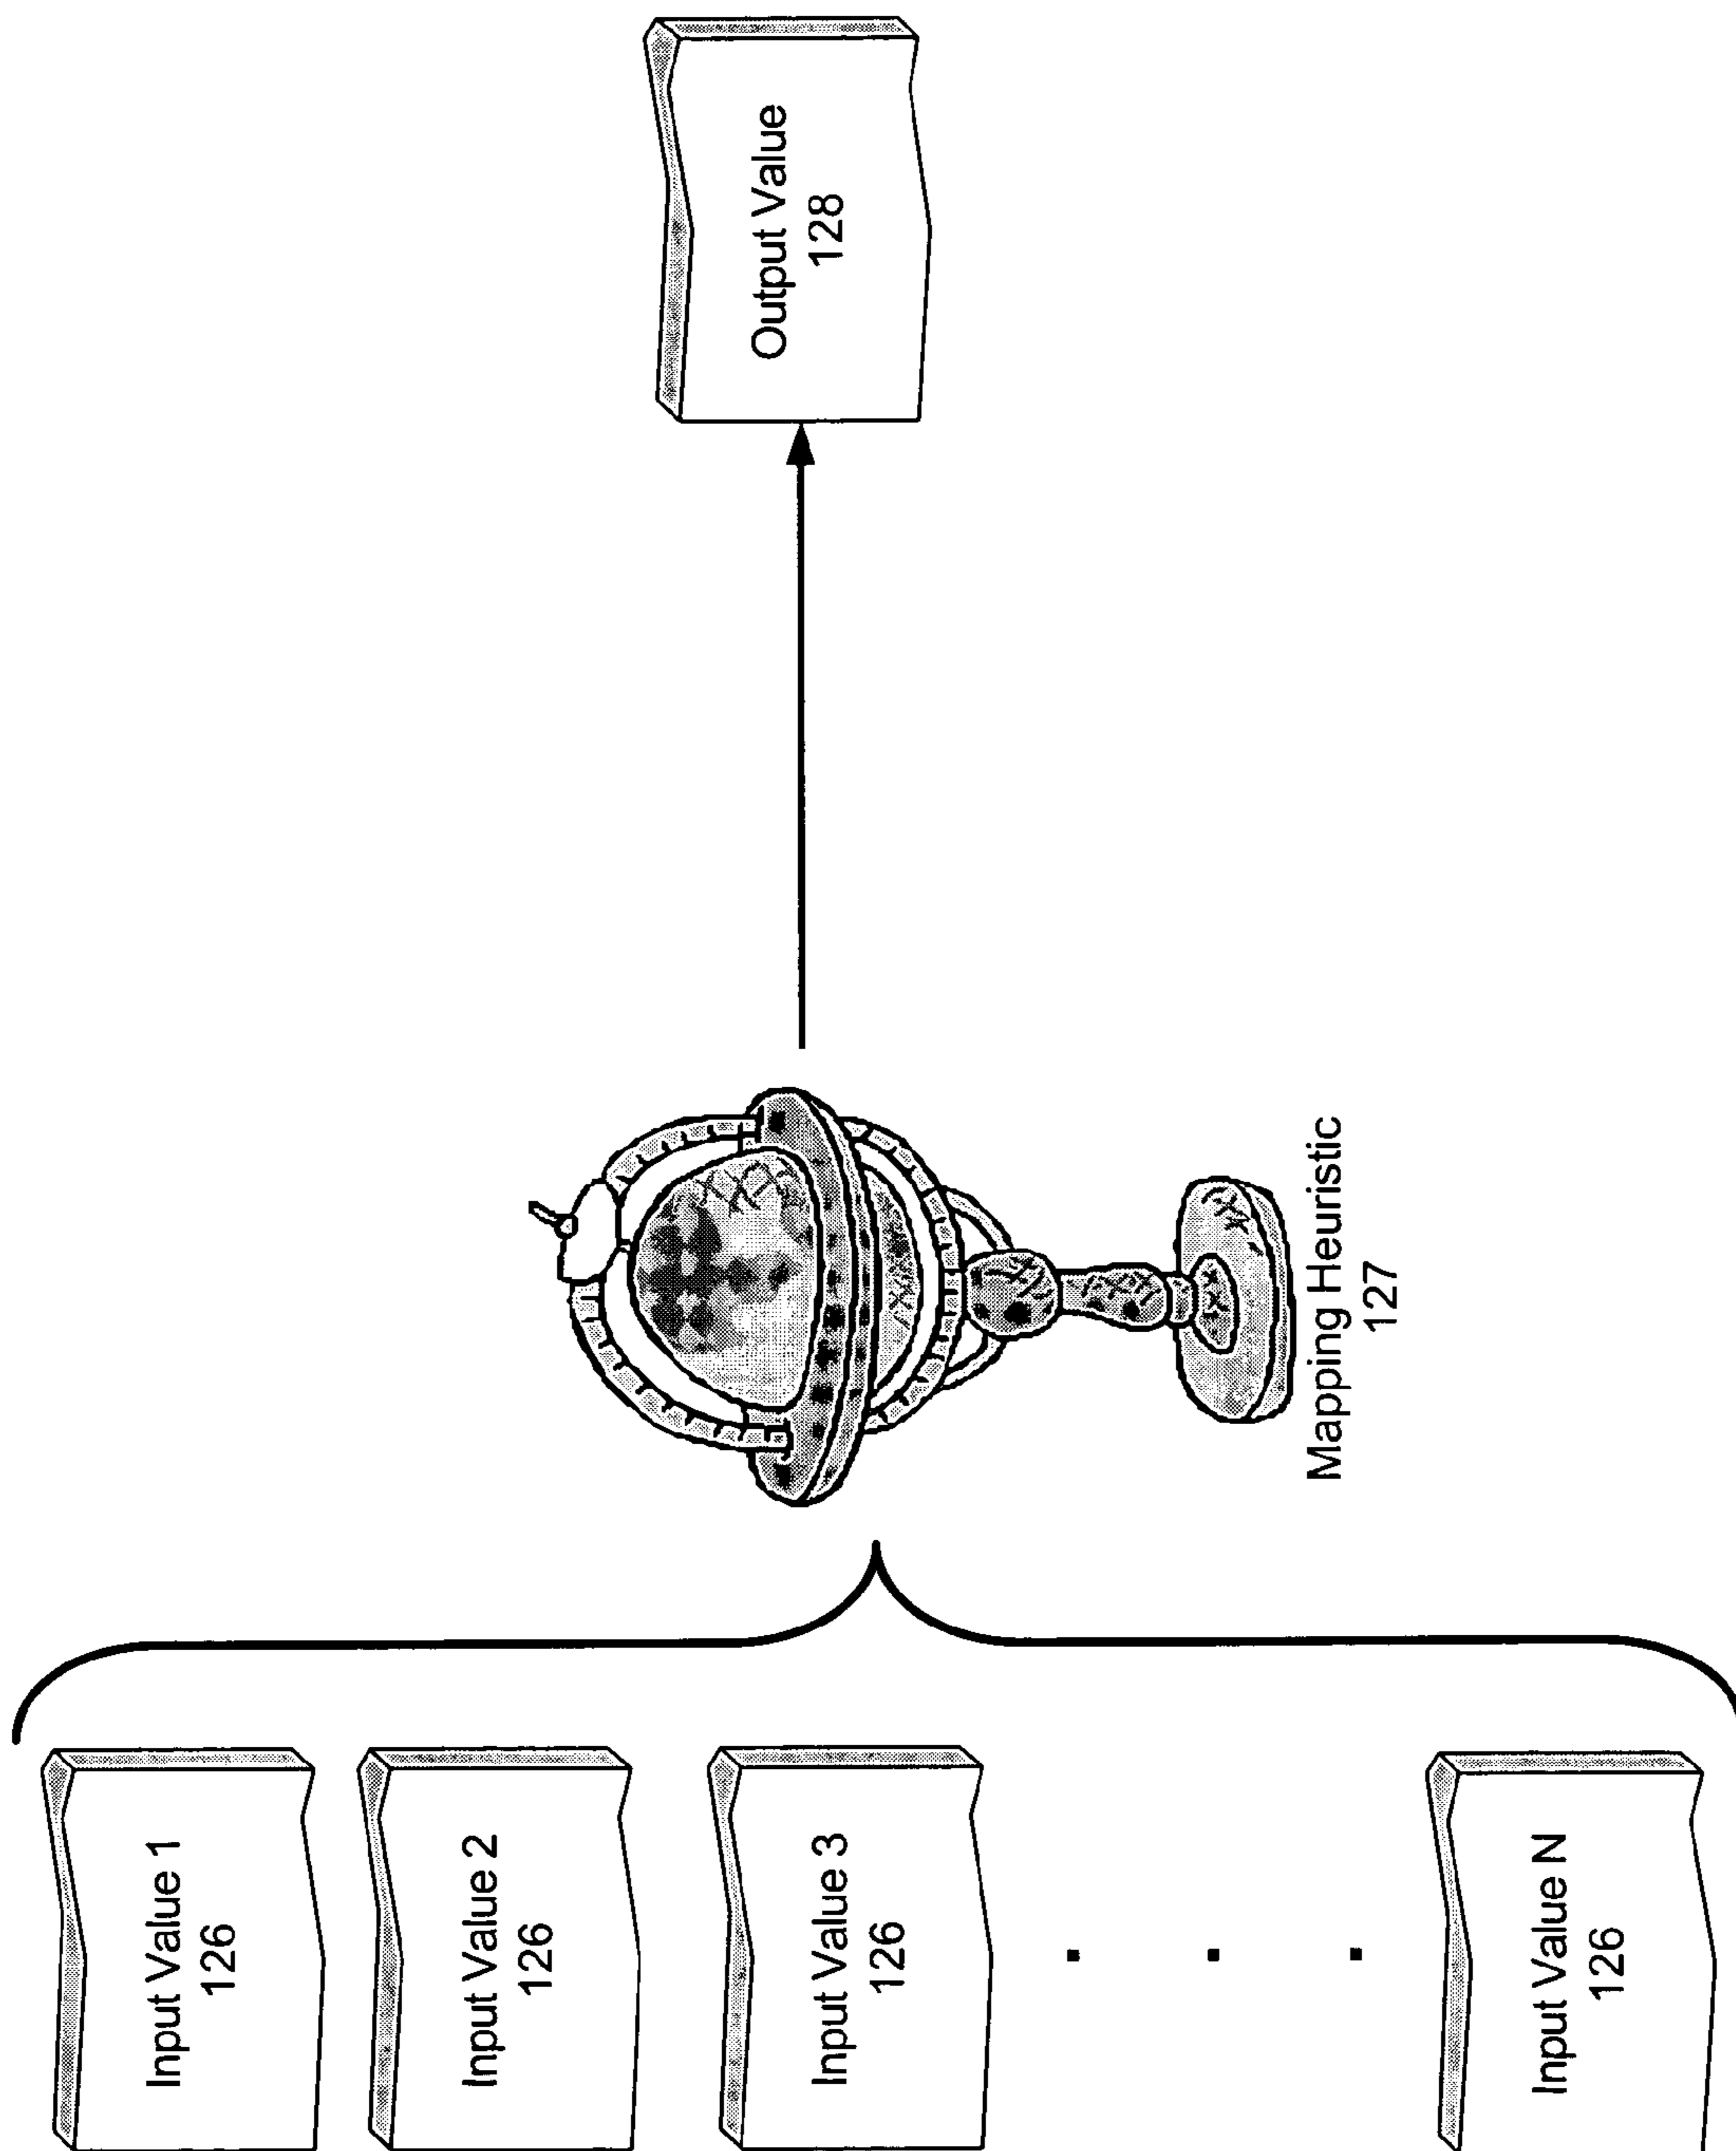 Input Value 1
126
Input Value 2
126
Input Value 3
126
Input Value N
126
Mapping Heuristic
127
Output Value
128